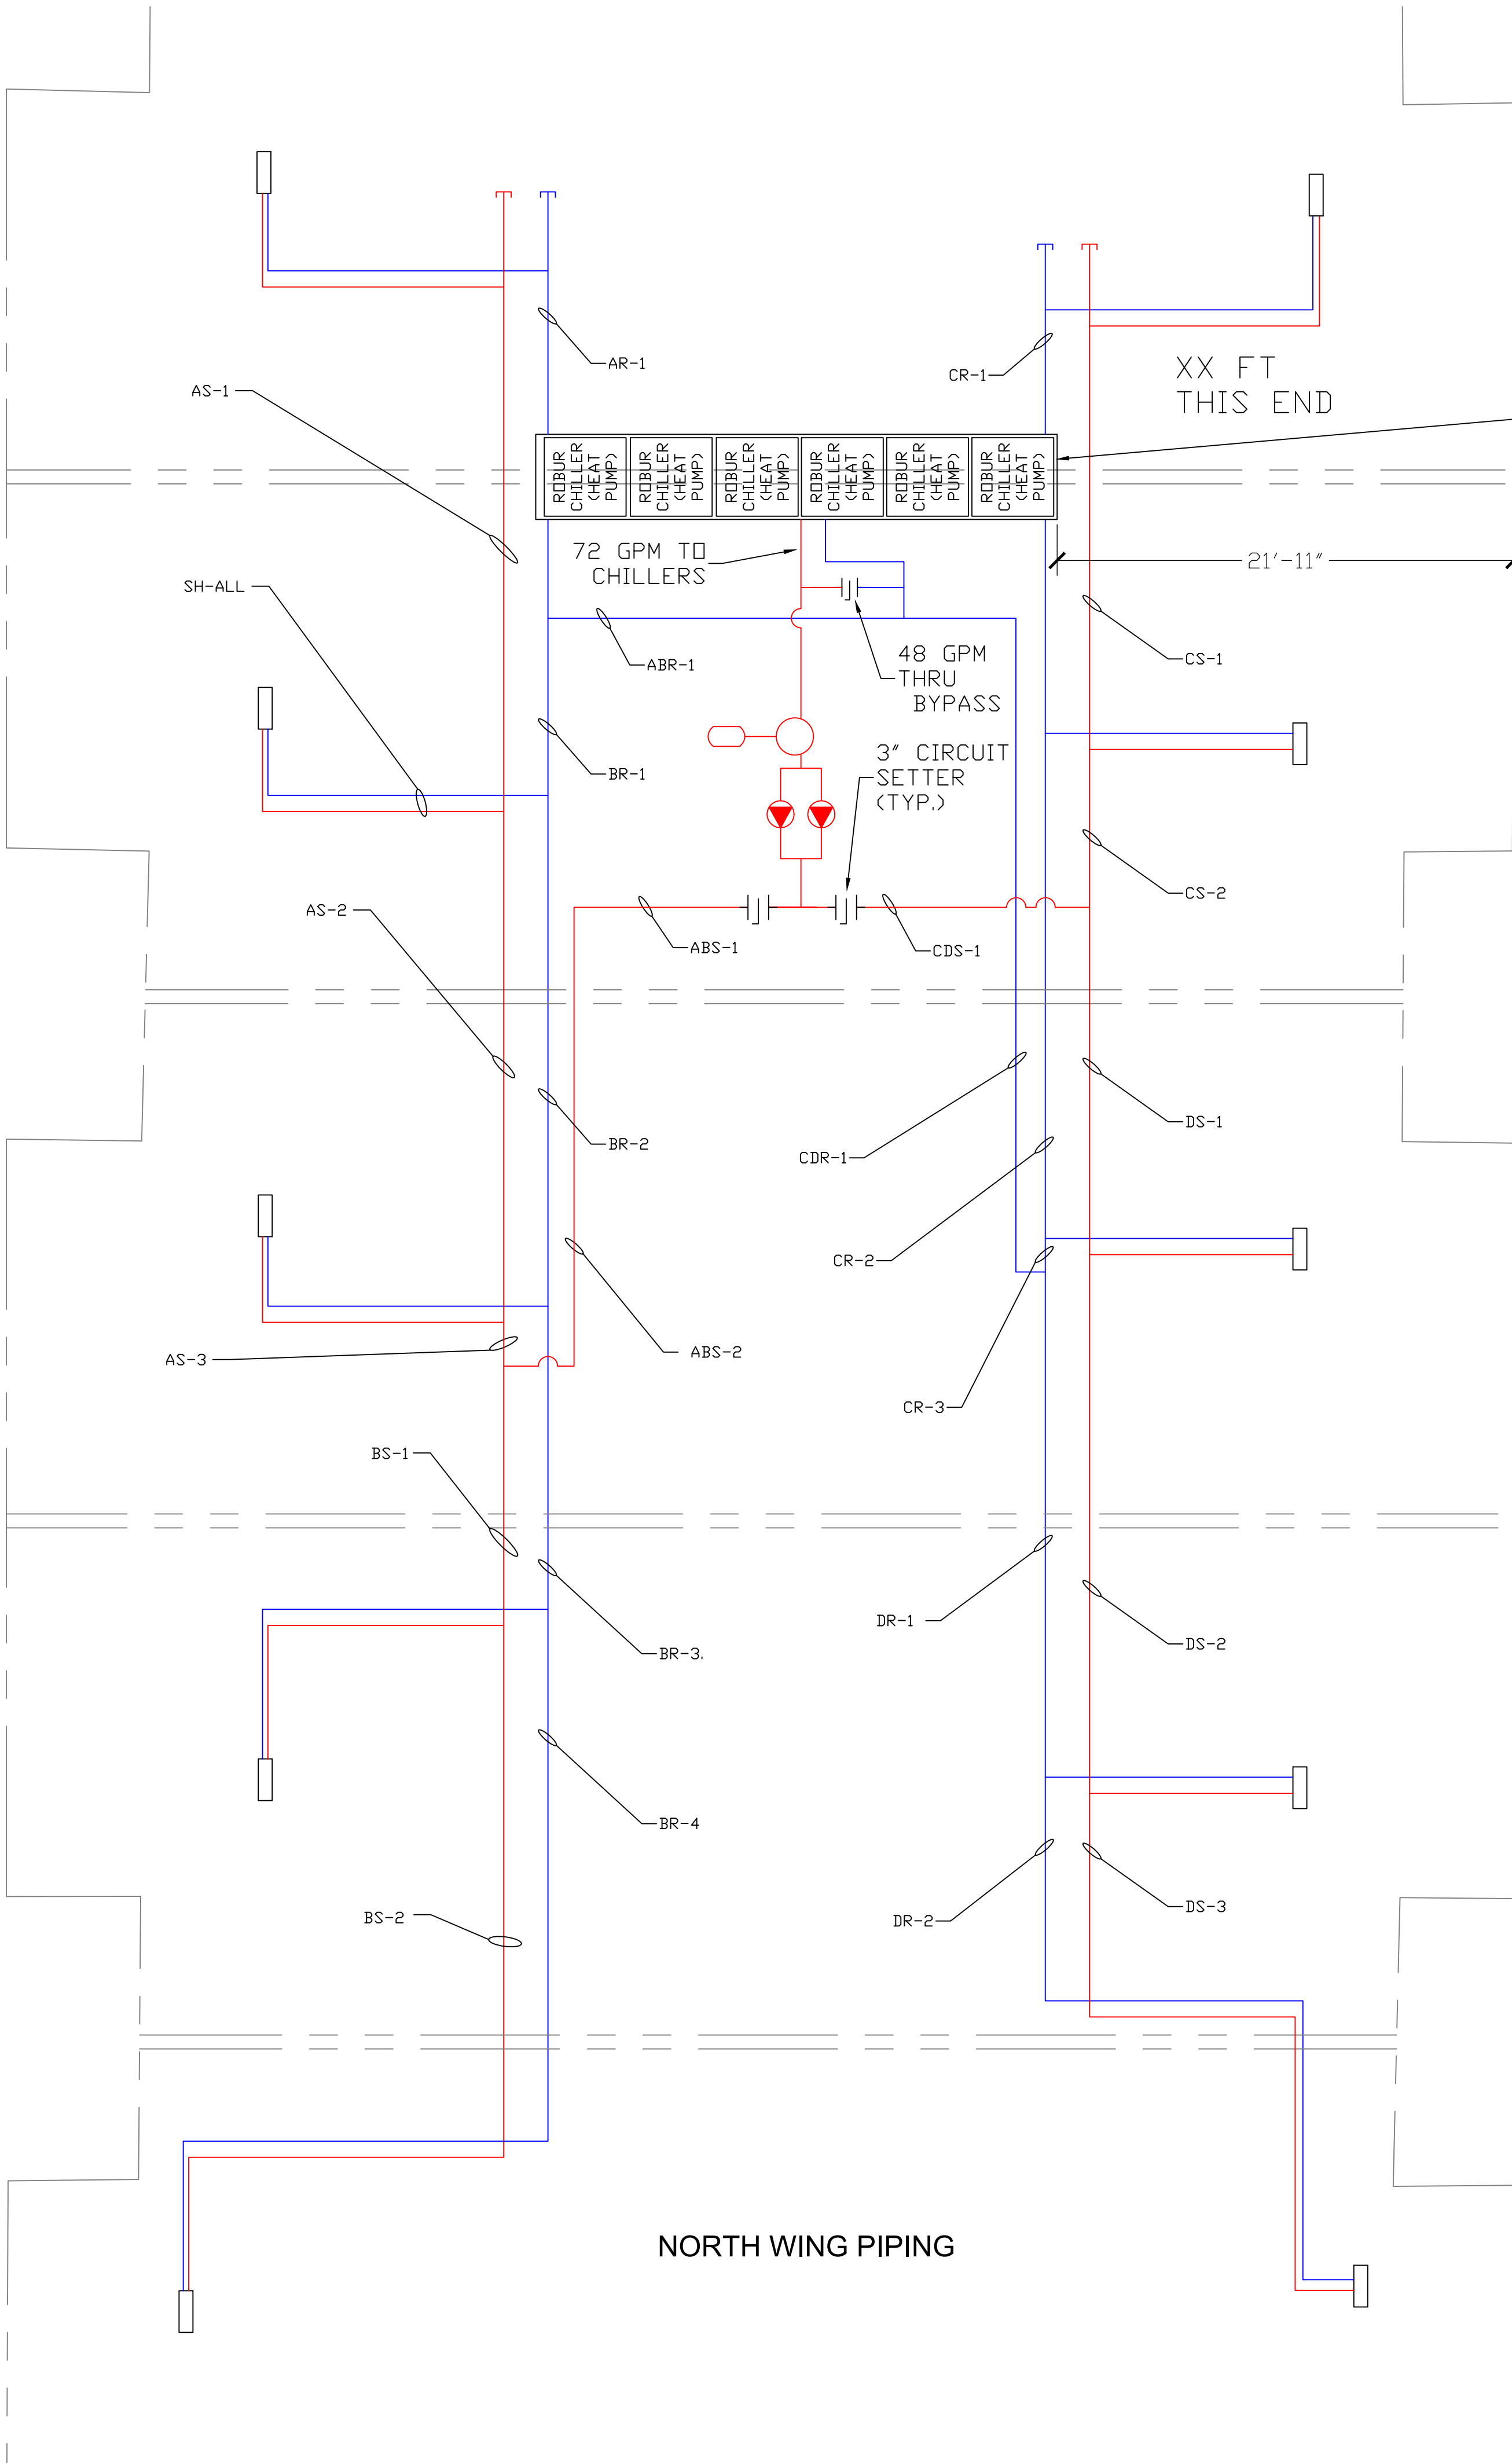 AR-1
CR-1
XX FT
THIS END
AS-1
ROBUR
CHILLER
(HEAT
PUMP)
ROBUR
CHILLER
(HEAT
PUMP)
ROBUR
CHILLER
(HEAT
PUMP)
ROBUR
CHILLER
(HEAT
PUMP)
ROBUR
CHILLER
(HEAT
PUMP)
ROBUR
CHILLER
(HEAT
PUMP)
72 GPM TO
CHILLERS
21'-11"
SH-ALL
ABR-1
48 GPM
THRU
BYPASS
CS-1
BR-1
3" CIRCUIT
SETTER
(TYP.)
CS-2
AS-2
ABS-1
CDS-1
BR-2
CDR-1
DS-1
CR-2
AS-3
ABS-2
CR-3
BS-1
BR-3.
DR-1
DS-2
BR-4
BS-2
DR-2
DS-3
NORTH WING PIPING